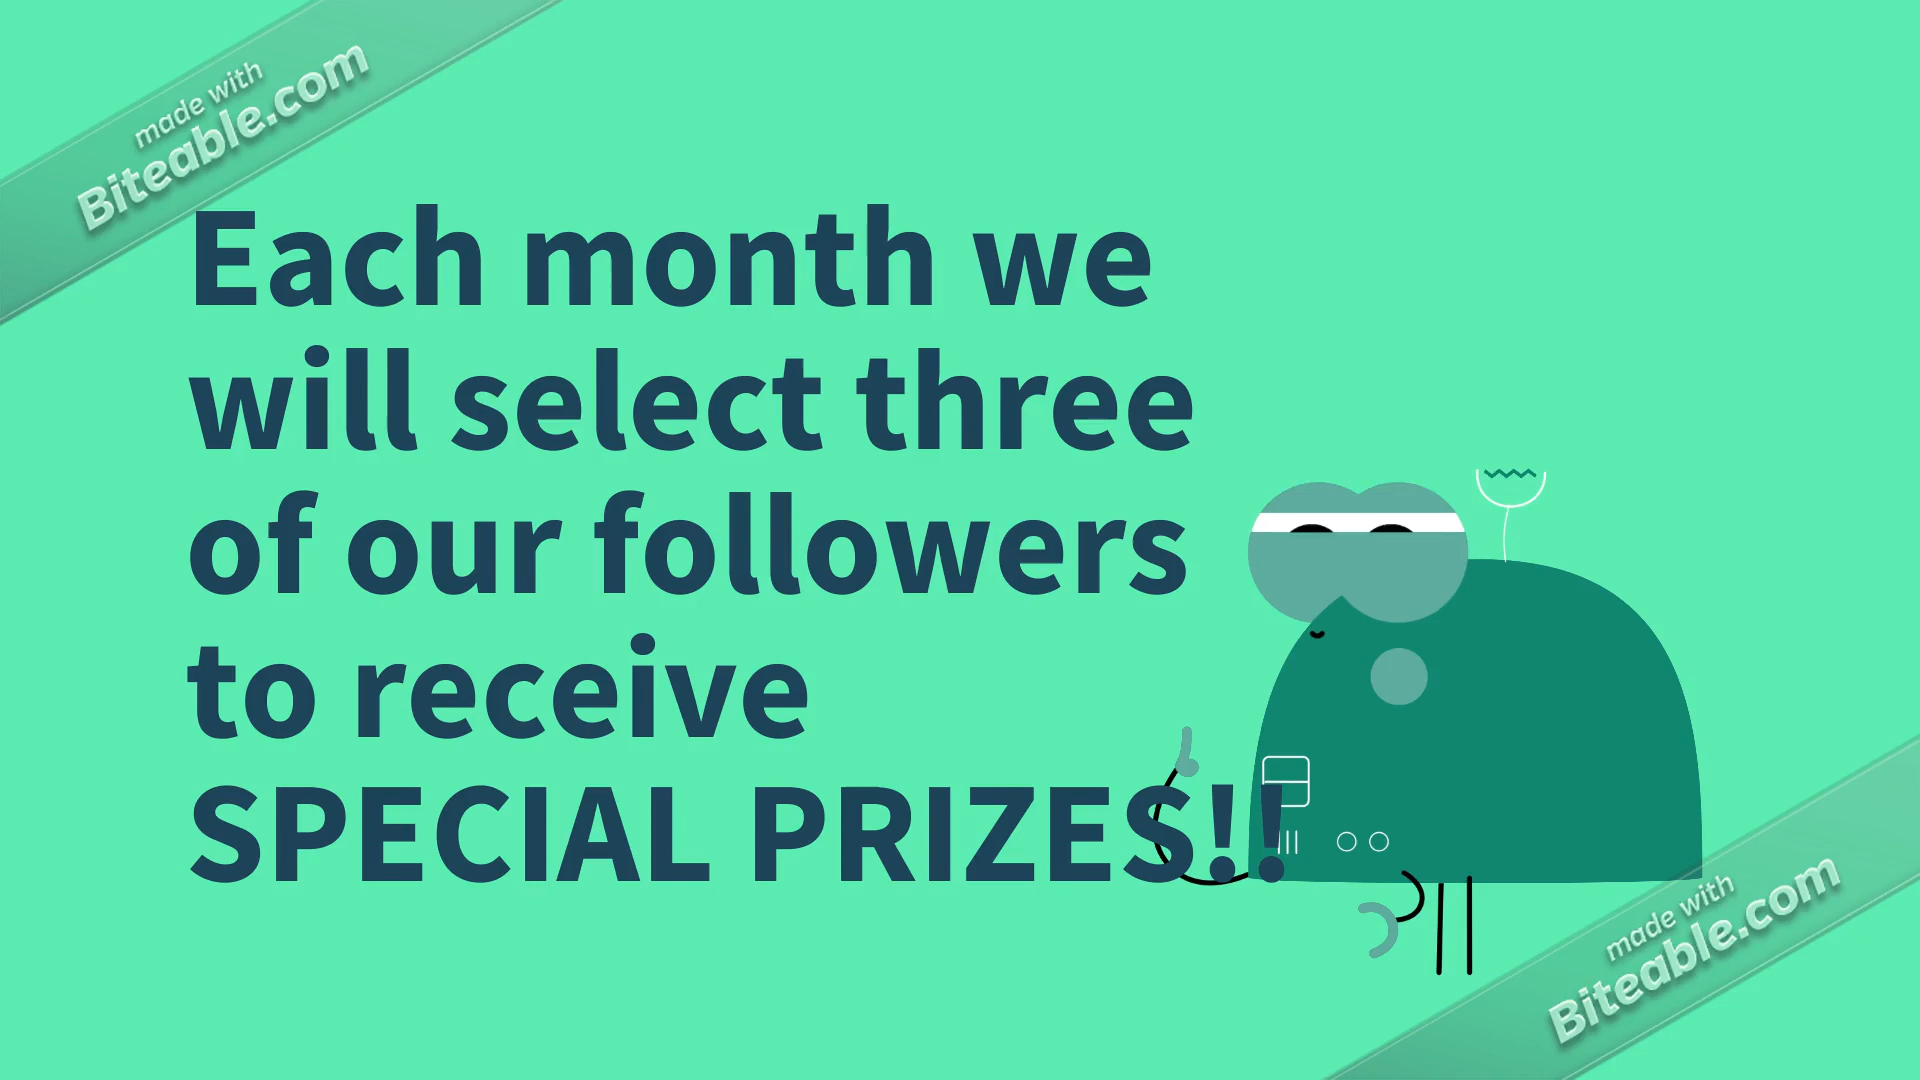 made with
Biteable.com
Each month we
will select three
of our followers
to receive
SPECIAL PRIZES!!
made with
Biteable.com